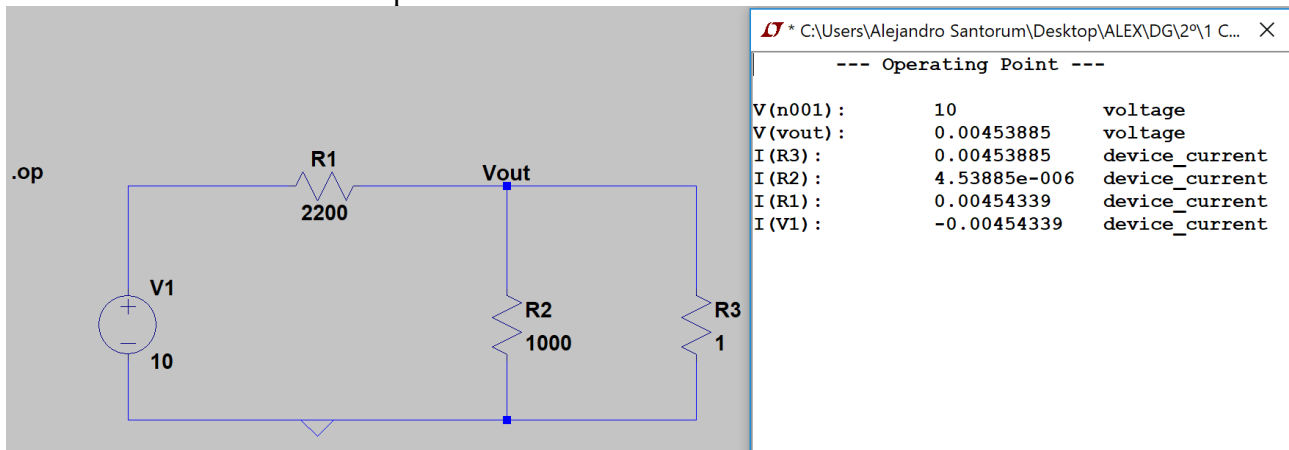 .op
R1
2200
Vout
V1
10
R2
1000
R3
1
* C:\Users\Alejandro Santorum\Desktop\ALEX\DG\2º\1 C...
--- Operating Point ---
V(n001): 10 voltage
V(vout): 0.00453885 voltage
I(R3): 0.00453885 device_current
I(R2): 4.53885e-006 device_current
I(R1): 0.00454339 device_current
I(V1): -0.00454339 device_current